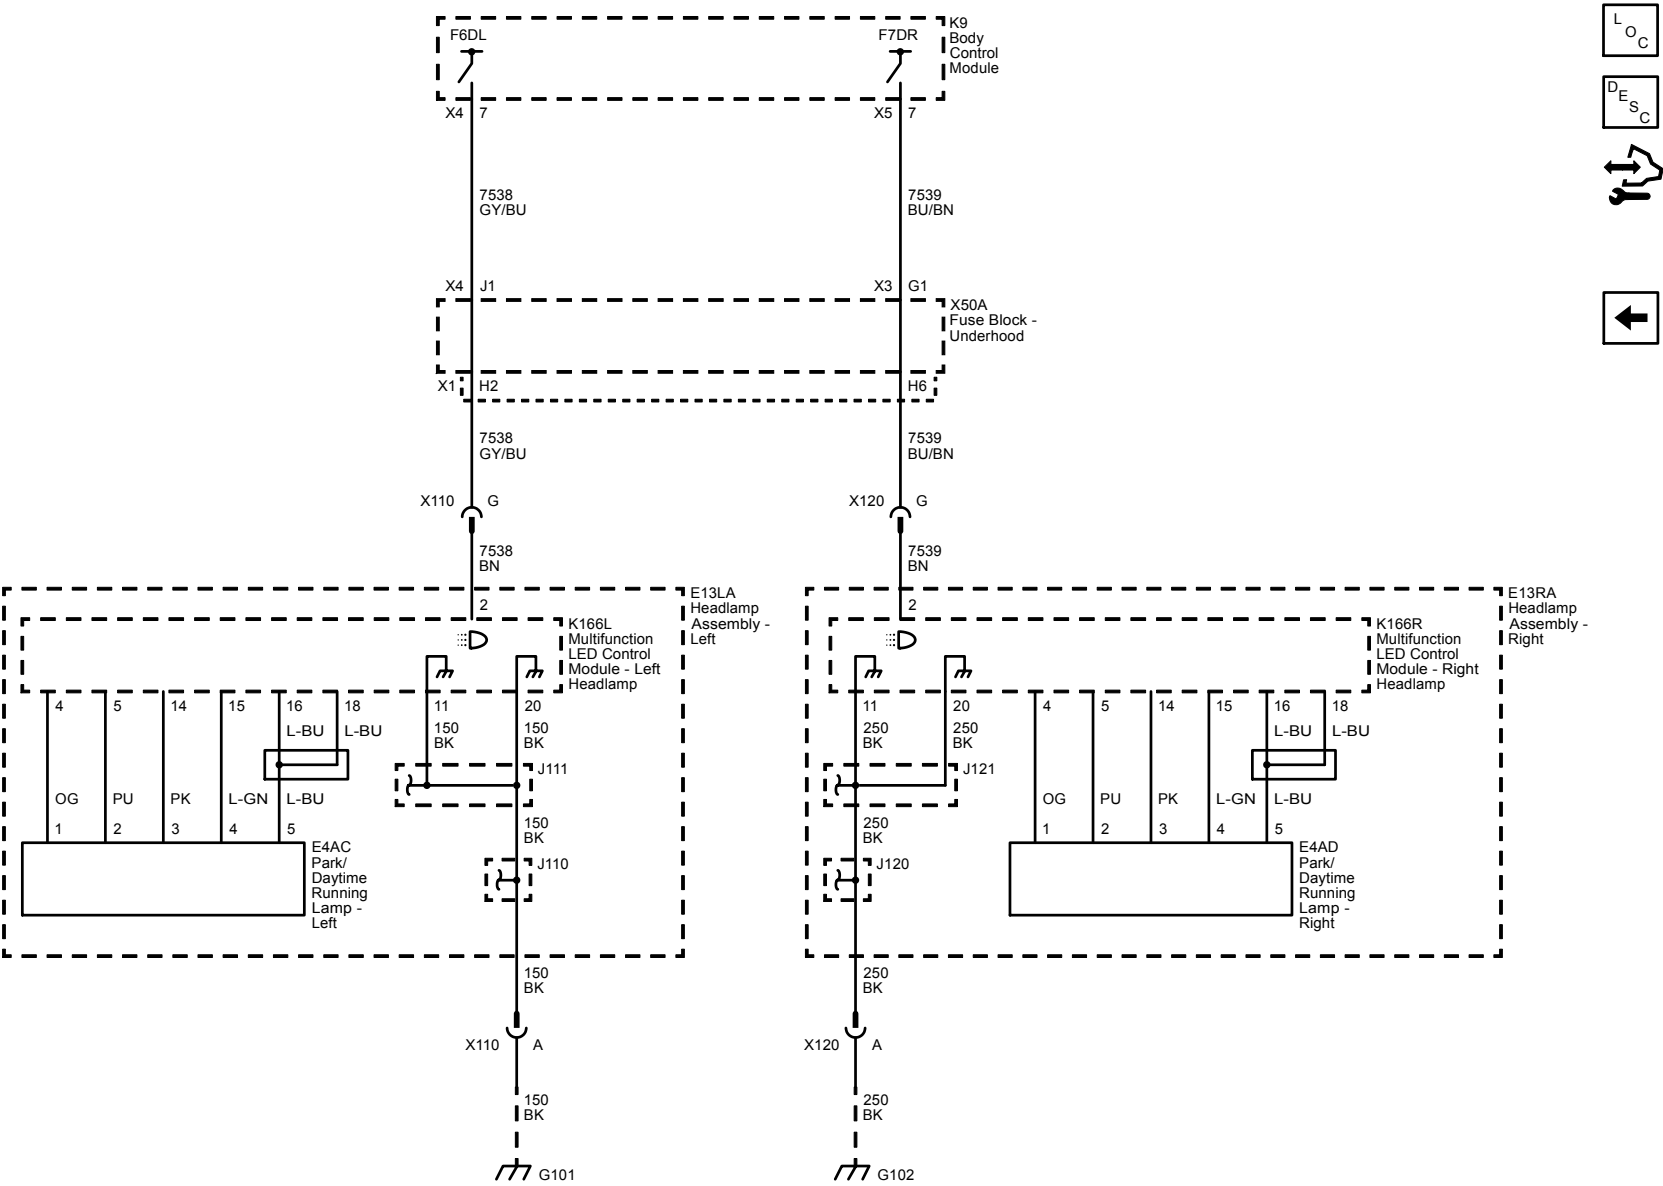 K9
Body
Control
Module
F6DL
F7DR
X4 7
X5 7
7538
GY/BU
7539
BU/BN
X4 J1
X3 G1
X50A
Fuse Block -
Underhood
X1 H2
H6
7538
GY/BU
7539
BU/BN
X110 G
X120 G
7538
BN
7539
BN
E13LA
Headlamp
Assembly -
Left
2
K166L
Multifunction
LED Control
Module - Left
Headlamp
4 5 14 15 16 18 11 20
L-BU L-BU
150
BK
150
BK
J111
OG PU PK L-GN L-BU
150
BK
1 2 3 4 5
E4AC
Park/
Daytime
Running
Lamp -
Left
J110
150
BK
X110 A
150
BK
G101
E13RA
Headlamp
Assembly -
Right
2
K166R
Multifunction
LED Control
Module - Right
Headlamp
11 20 4 5 14 15 16 18
250
BK
250
BK
L-BU L-BU
J121
OG PU PK L-GN L-BU
250
BK
1 2 3 4 5
J120
E4AD
Park/
Daytime
Running
Lamp -
Right
250
BK
X120 A
250
BK
G102
LOC
DESC